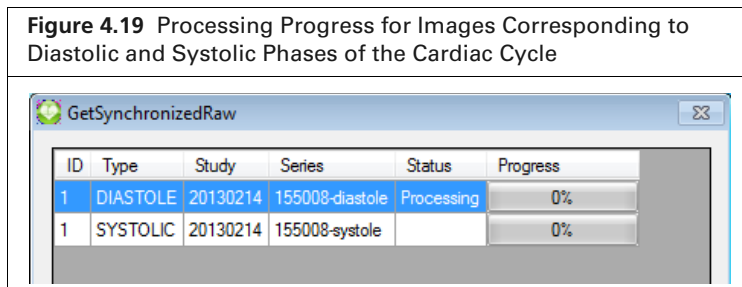 Figure 4.19 Processing Progress for Images Corresponding to
Diastolic and Systolic Phases of the Cardiac Cycle
GetSynchronizedRaw
ID Type Study Series Status Progress
1 DIASTOLE 20130214 155008-diastole Processing 0%
1 SYSTOLIC 20130214 155008-systole 0%